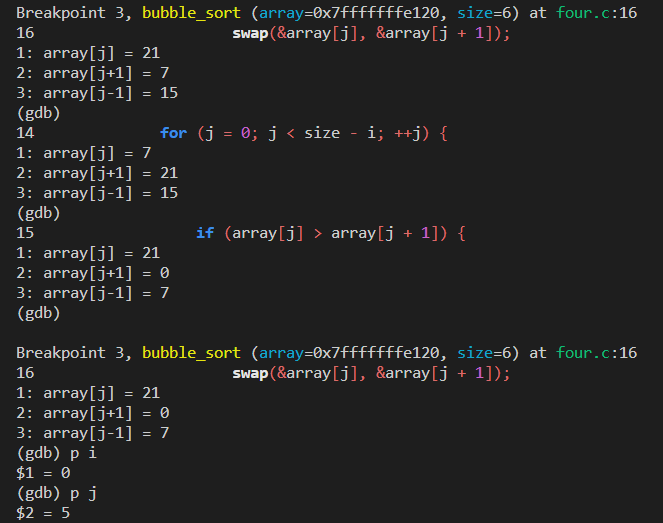 Breakpoint 3, bubble_sort (array=0x7fffffffe120, size=6) at four.c:16
16                      swap(&array[j], &array[j + 1]);
1: array[j] = 21
2: array[j+1] = 7
3: array[j-1] = 15
(gdb)
14              for (j = 0; j < size - i; ++j) {
1: array[j] = 7
2: array[j+1] = 21
3: array[j-1] = 15
(gdb)
15                  if (array[j] > array[j + 1]) {
1: array[j] = 21
2: array[j+1] = 0
3: array[j-1] = 7
(gdb)
Breakpoint 3, bubble_sort (array=0x7fffffffe120, size=6) at four.c:16
16                      swap(&array[j], &array[j + 1]);
1: array[j] = 21
2: array[j+1] = 0
3: array[j-1] = 7
(gdb) p i
$1 = 0
(gdb) p j
$2 = 5